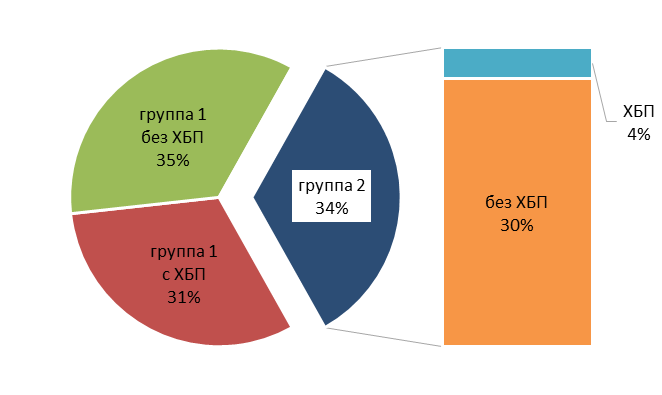 группа 1
без ХБП
35%
группа 1
с ХБП
31%
группа 2
34%
без ХБП
30%
ХБП
4%